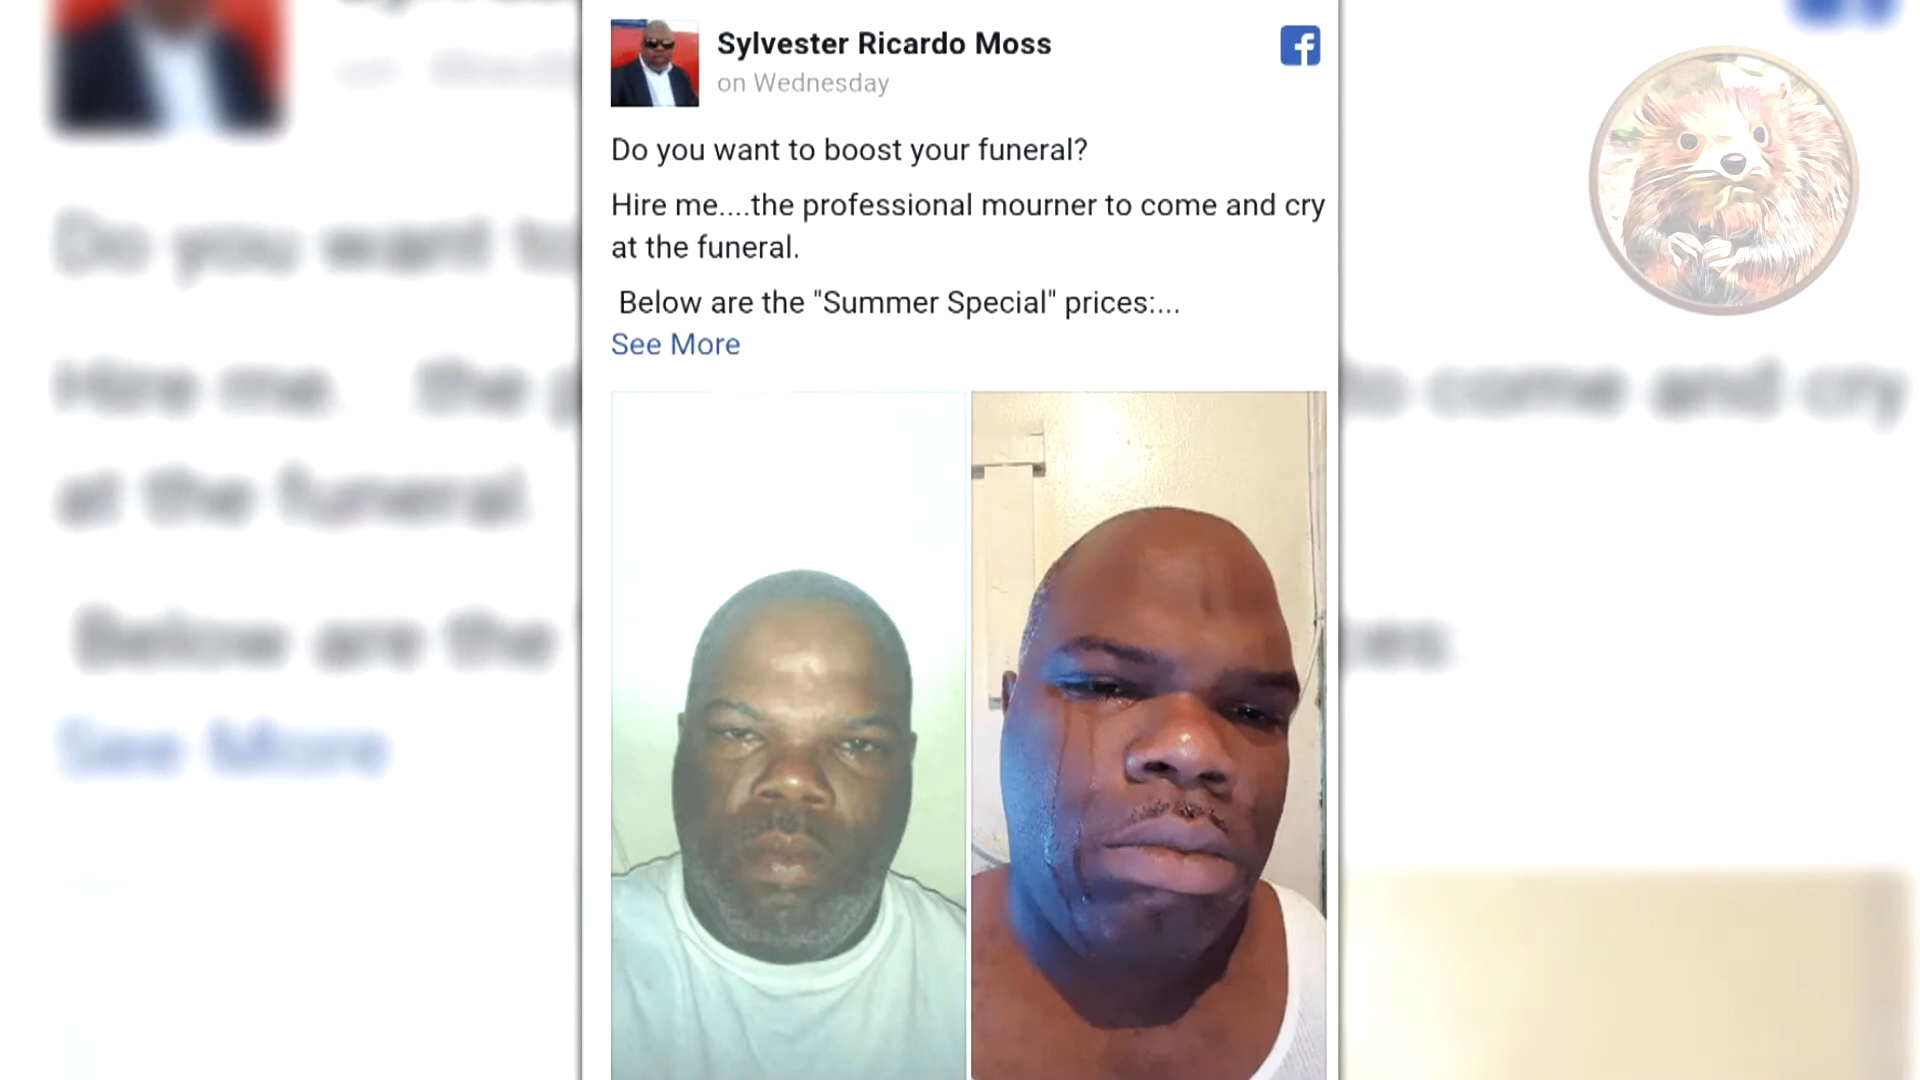 Sylvester Ricardo Moss
on Wednesday
Do you want to boost your funeral?
Hire me....the professional mourner to come and cry
at the funeral.
Below are the "Summer Special" prices:...
See More